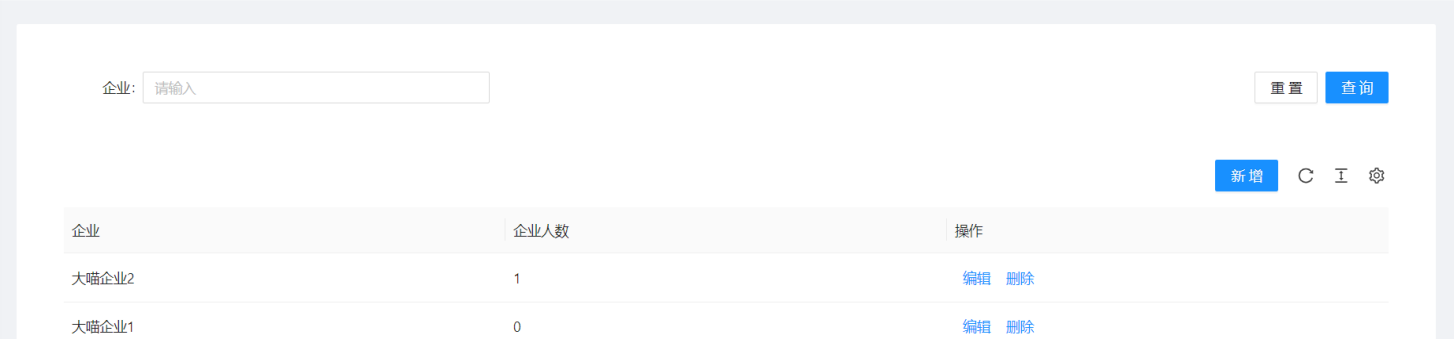 企业: 请输入 重置 查询
新增
企业 企业人数 操作
大喵企业2 1 编辑 删除
大喵企业1 0 编辑 删除